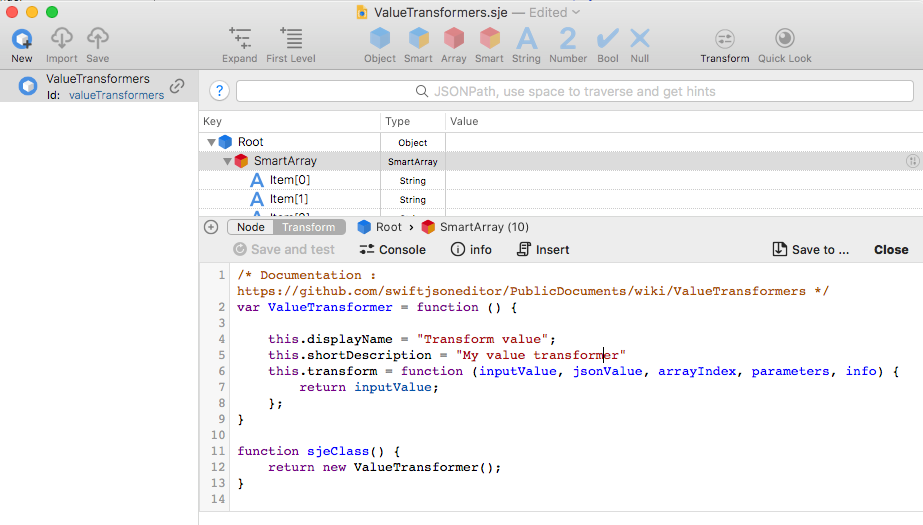 ValueTransformers.sje — Edited
New Import Save Expand First Level Object Smart Array Smart String Number Bool Null Transform Quick Look
ValueTransformers
Id: valueTransformers
? JSONPath, use space to traverse and get hints
Key Type Value
Root Object
SmartArray SmartArray
Item[0] String
Item[1] String
Node Transform Root › SmartArray (10)
Save and test Console info Insert Save to ... Close
1 /* Documentation :
https://github.com/swiftjsoneditor/PublicDocuments/wiki/ValueTransformers */
2 var ValueTransformer = function () {
3
4 this.displayName = "Transform value";
5 this.shortDescription = "My value transformer"
6 this.transform = function (inputValue, jsonValue, arrayIndex, parameters, info) {
7 return inputValue;
8 };
9 }
10
11 function sjeClass() {
12 return new ValueTransformer();
13 }
14